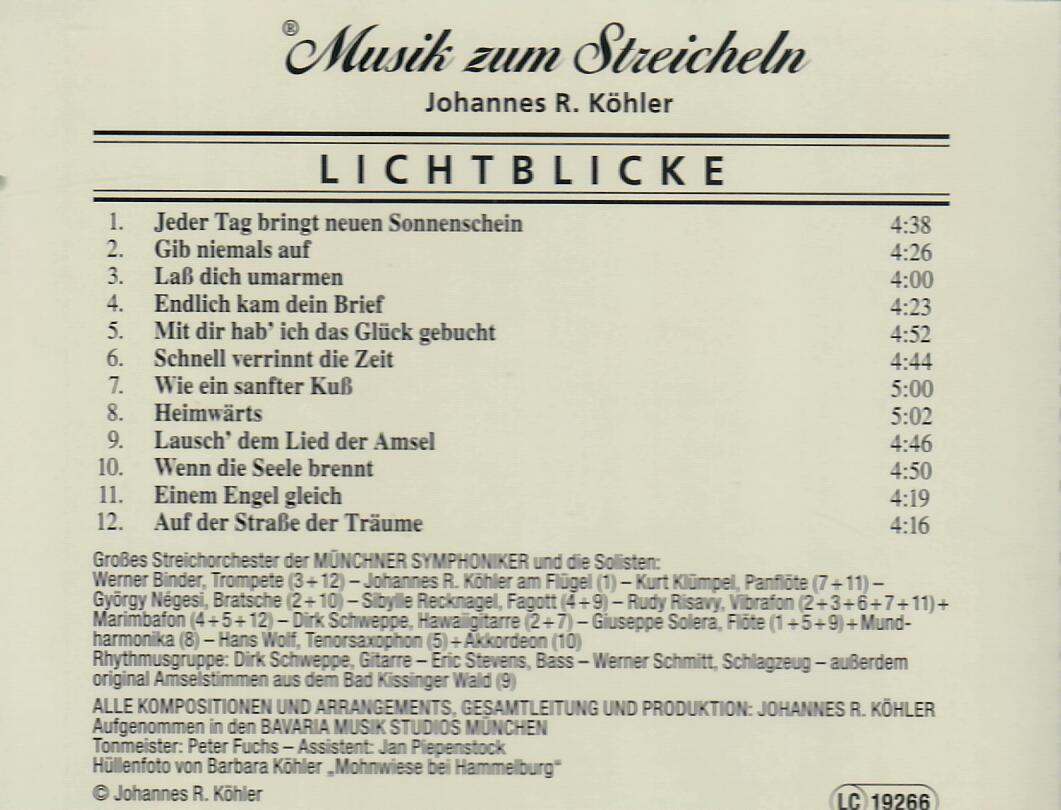 ® Musik zum Streicheln
Johannes R. Köhler
LICHTBLICKE
1. Jeder Tag bringt neuen Sonnenschein 4:38
2. Gib niemals auf 4:26
3. Laß dich umarmen 4:00
4. Endlich kam dein Brief 4:23
5. Mit dir hab' ich das Glück gebucht 4:52
6. Schnell verrinnt die Zeit 4:44
7. Wie ein sanfter Kuß 5:00
8. Heimwärts 5:02
9. Lausch' dem Lied der Amsel 4:46
10. Wenn die Seele brennt 4:50
11. Einem Engel gleich 4:19
12. Auf der Straße der Träume 4:16
Großes Streichorchester der MÜNCHNER SYMPHONIKER und die Solisten:
Werner Binder, Trompete (3+12) – Johannes R. Köhler am Flügel (1) – Kurt Klümpel, Panflöte (7+11) –
György Négesi, Bratsche (2+10) – Sibylle Recknagel, Fagott (4+9) – Rudy Risavy, Vibrafon (2+3+6+7+11)+
Marimbafon (4+5+12) – Dirk Schweppe, Hawaiigitarre (2+7) – Giuseppe Solera, Flöte (1+5+9)+Mund-
harmonika (8) – Hans Wolf, Tenorsaxophon (5)+Akkordeon (10)
Rhythmusgruppe: Dirk Schweppe, Gitarre – Eric Stevens, Bass – Werner Schmitt, Schlagzeug – außerdem
original Amselstimmen aus dem Bad Kissinger Wald (9)
ALLE KOMPOSITIONEN UND ARRANGEMENTS, GESAMTLEITUNG UND PRODUKTION: JOHANNES R. KÖHLER
Aufgenommen in den BAVARIA MUSIK STUDIOS MÜNCHEN
Tonmeister: Peter Fuchs – Assistent: Jan Piepenstock
Hüllenfoto von Barbara Köhler „Mohnwiese bei Hammelburg"
© Johannes R. Köhler
LC 19266